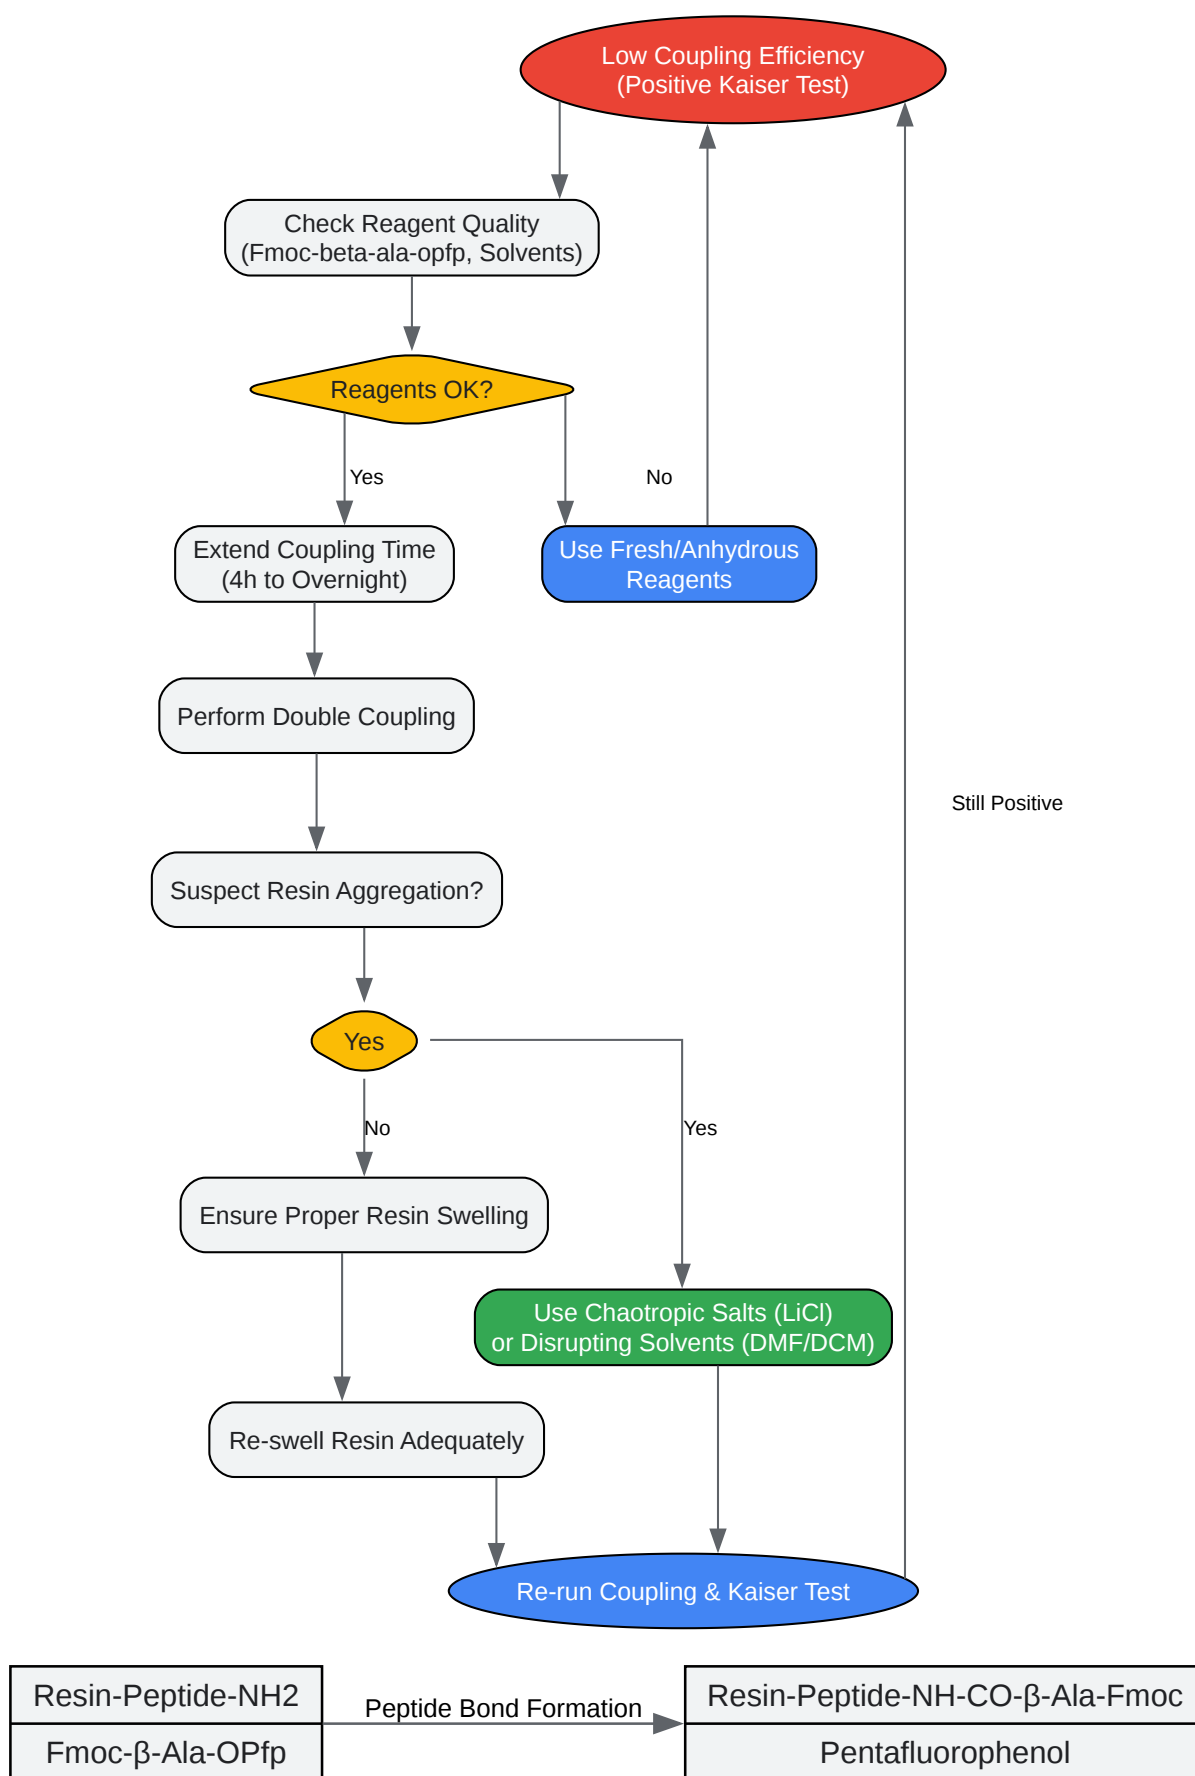 Low Coupling Efficiency
(Positive Kaiser Test)
Check Reagent Quality
(Fmoc-beta-ala-opfp, Solvents)
Reagents OK?
Yes
No
Extend Coupling Time
(4h to Overnight)
Use Fresh/Anhydrous
Reagents
Perform Double Coupling
Still Positive
Suspect Resin Aggregation?
Yes
No
Yes
Ensure Proper Resin Swelling
Use Chaotropic Salts (LiCl)
or Disrupting Solvents (DMF/DCM)
Re-swell Resin Adequately
Re-run Coupling & Kaiser Test
Resin-Peptide-NH2
Fmoc-β-Ala-OPfp
Peptide Bond Formation
Resin-Peptide-NH-CO-β-Ala-Fmoc
Pentafluorophenol